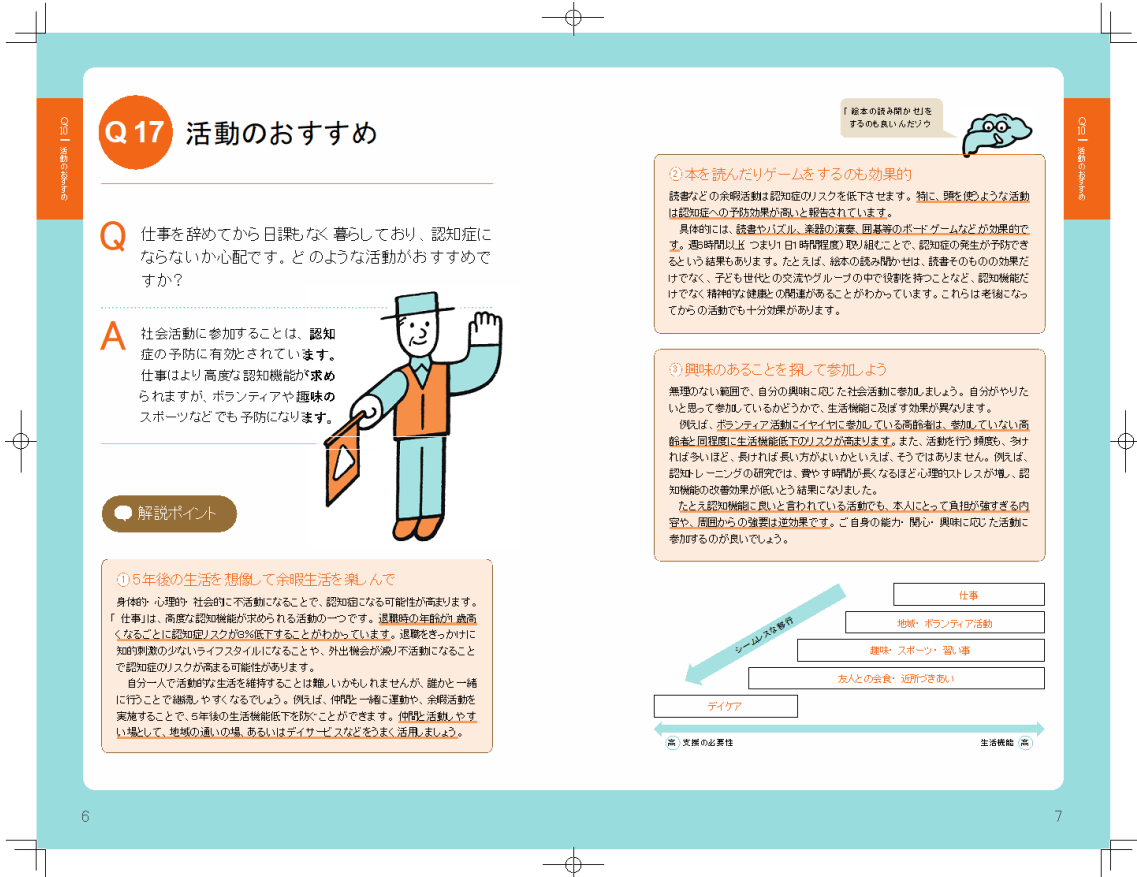 Q10 | 活動のおすすめ
Q 17 活動のおすすめ
Q 仕事を辞めてから日課もなく暮らしており、認知症に
ならないか心配です。どのような活動がおすすめで
すか？
A 社会活動に参加することは、認知
症の予防に有効とされています。
仕事はより高度な認知機能が求め
られますが、ボランティアや趣味の
スポーツなどでも予防になります。
解説ポイント
①5年後の生活を想像して余暇生活を楽しんで
身体的・心理的・社会的に不活動になることで、認知症になる可能性が高まります。
「仕事」は、高度な認知機能が求められる活動の一つです。退職時の年齢が1歳高
くなるごとに認知症リスクが3%低下することがわかっています。退職をきっかけに
知的刺激の少ないライフスタイルになることや、外出機会が減り不活動になること
で認知症のリスクが高まる可能性があります。
自分一人で活動的な生活を維持することは難しいかもしれませんが、誰かと一緒
に行うことで継続しやすくなるでしょう。例えば、仲間と一緒に運動や、余暇活動を
実施することで、5年後の生活機能低下を防ぐことができます。仲間と活動しやす
い場として、地域の通いの場、あるいはデイサービスなどをうまく活用しましょう。
6
「絵本の読み聞かせ」を
するのも良いんだゾウ
②本を読んだりゲームをするのも効果的
読書などの余暇活動は認知症のリスクを低下させます。特に、頭を使うような活動
は認知症への予防効果が高いと報告されています。
具体的には、読書やパズル、楽器の演奏、囲碁等のボードゲームなどが効果的で
す。週6時間以上（つまり1日1時間程度）取り組むことで、認知症の発生が予防でき
るという結果もあります。たとえば、絵本の読み聞かせは、読書そのものの効果だ
けでなく、子ども世代との交流やグループの中で役割を持つことなど、認知機能だ
けでなく精神的な健康との関連があることがわかっています。これらは老後になっ
てからの活動でも十分効果があります。
③興味のあることを探して参加しよう
無理のない範囲で、自分の興味に応じた社会活動に参加しましょう。自分がやりた
いと思って参加しているかどうかで、生活機能に及ぼす効果が異なります。
例えば、ボランティア活動にイヤイヤに参加している高齢者は、参加していない高
齢者と同程度に生活機能低下のリスクが高まります。また、活動を行う頻度も、多け
れば多いほど、長ければ長い方がよいかといえば、そうではありません。例えば、
認知トレーニングの研究では、費やす時間が長くなるほど心理的ストレスが増し、認
知機能の改善効果が低いとう結果になりました。
たとえ認知機能に良いと言われている活動でも、本人にとって負担が強すぎる内
容や、周囲からの強要は逆効果です。ご自身の能力・関心・興味に応じた活動に
参加するのが良いでしょう。
シームレスな移行
仕事
地域・ボランティア活動
趣味・スポーツ・習い事
友人との会食・近所づきあい
デイケア
高 支援の必要性
生活機能 高
Q10 | 活動のおすすめ
7